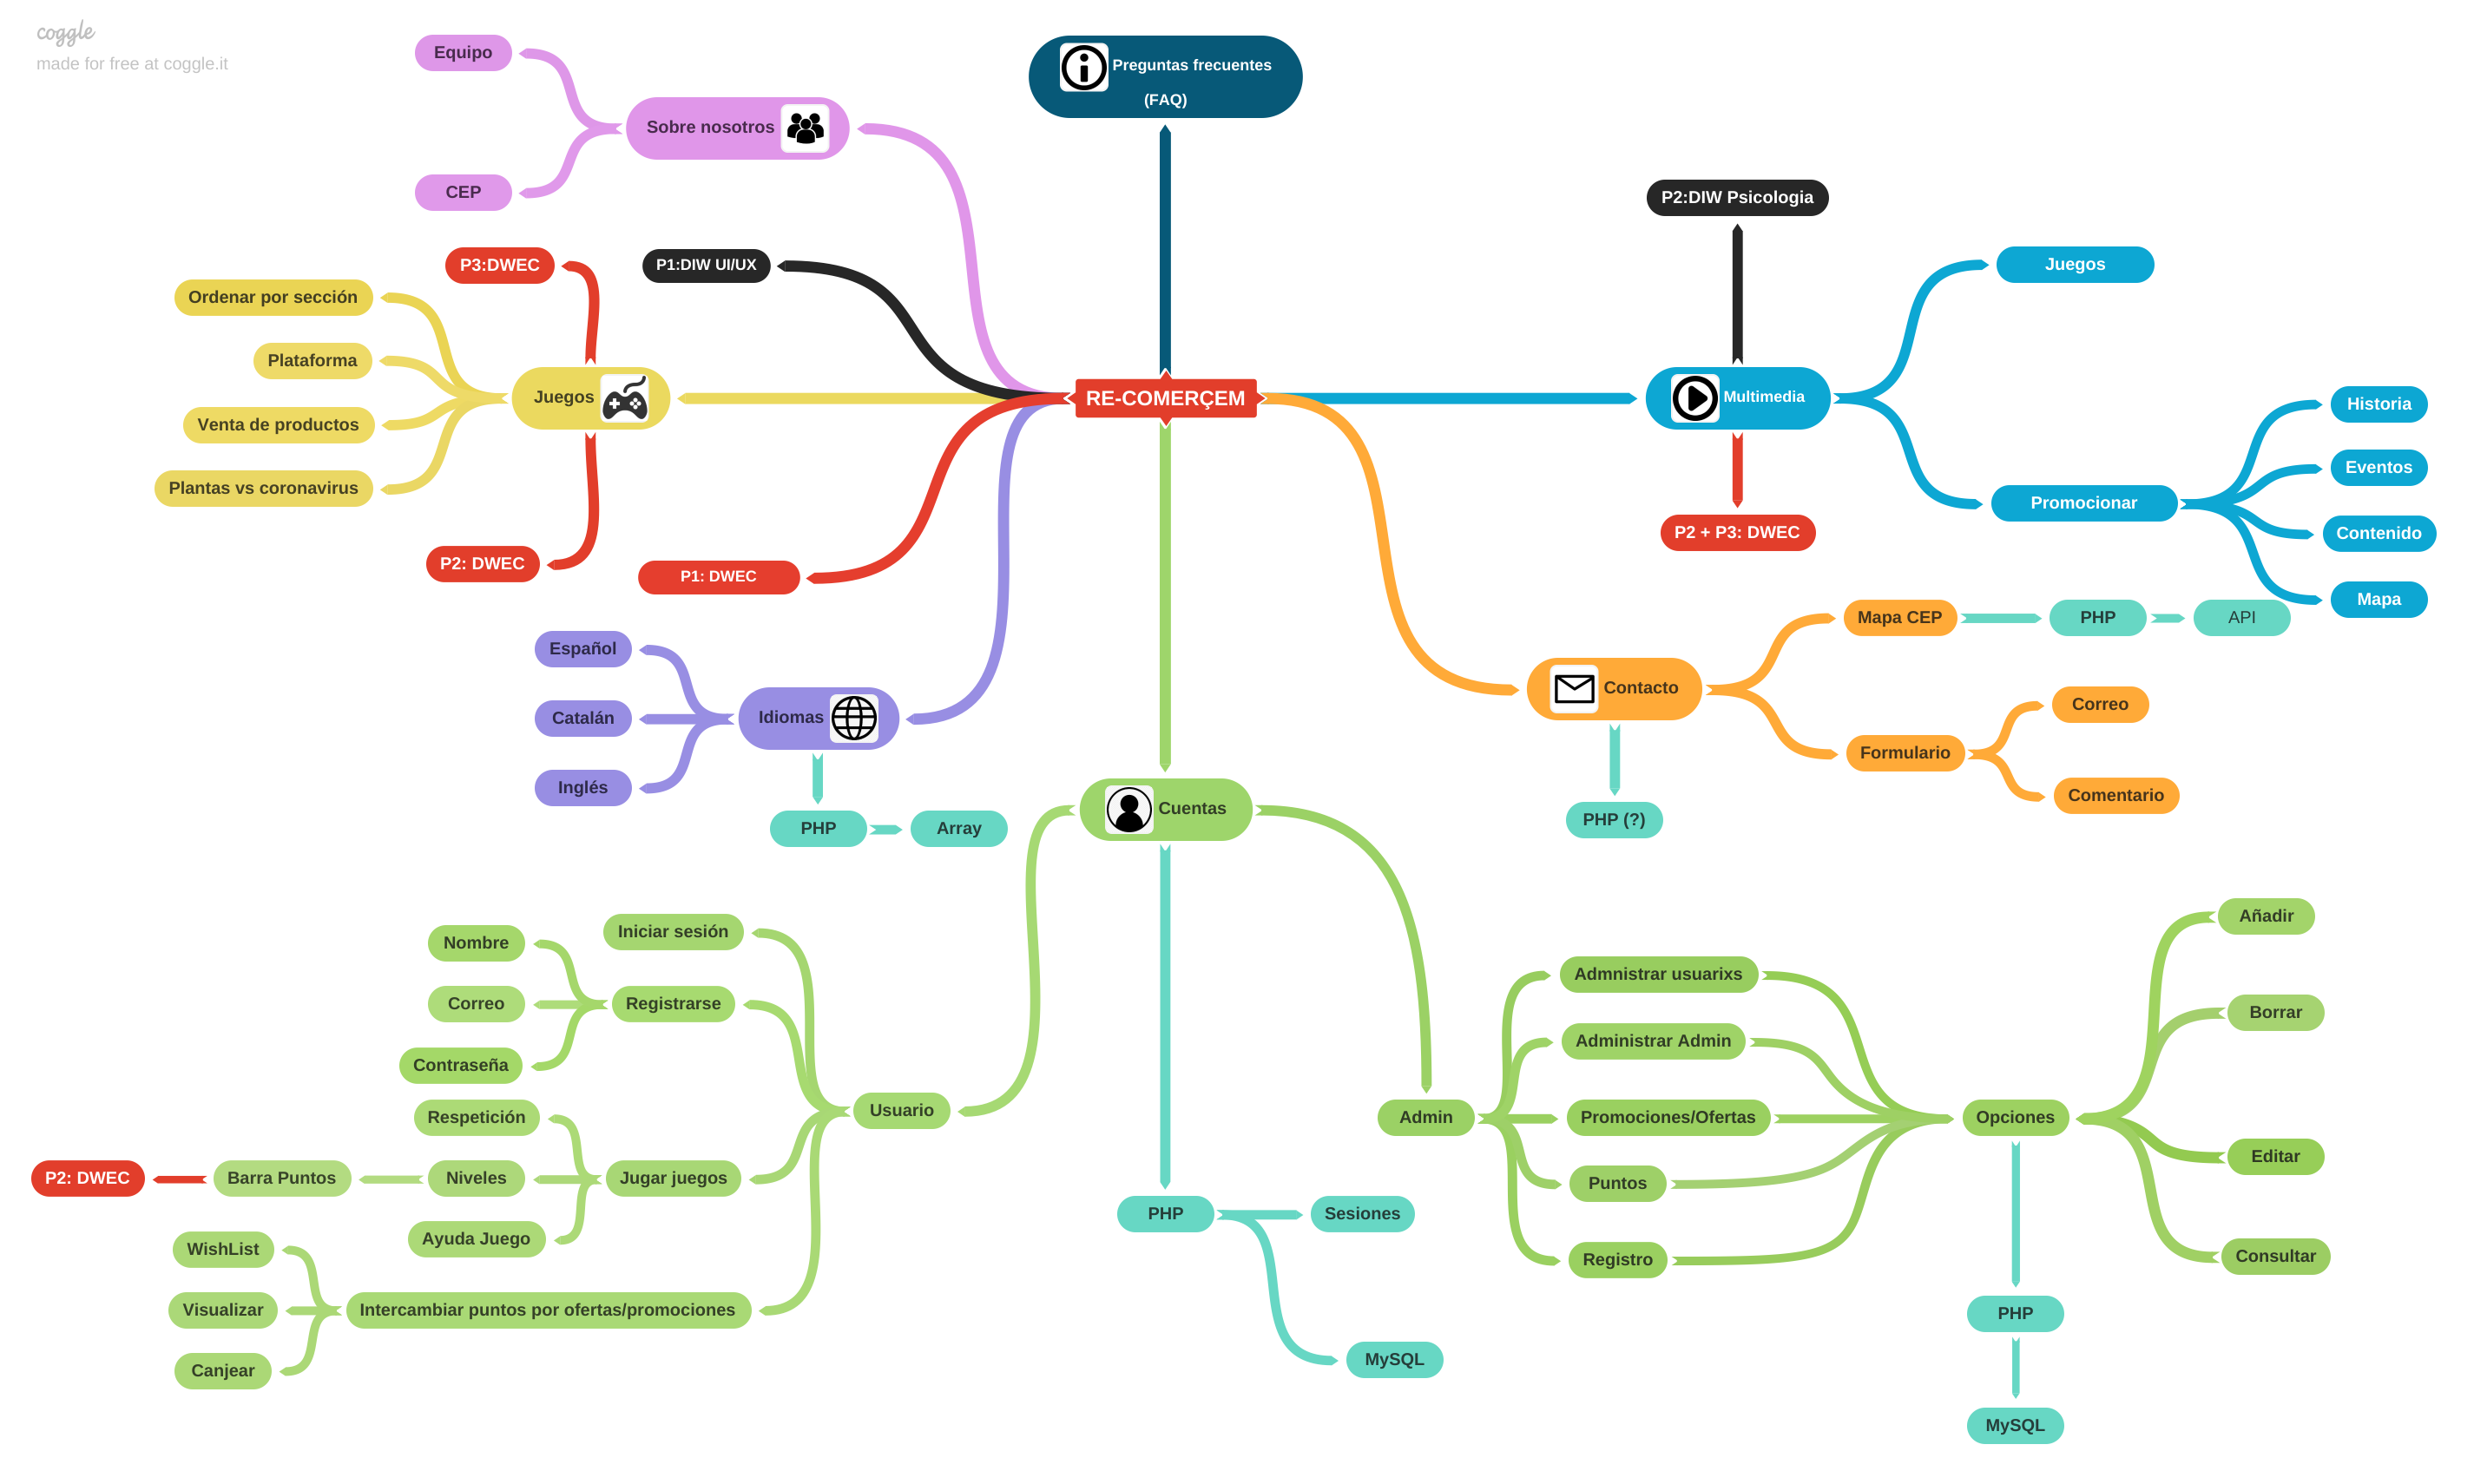 coggle
made for free at coggle.it
Preguntas frecuentes
(FAQ)
Equipo
Sobre nosotros
CEP
P1:DIW UI/UX
P3:DWEC
Ordenar por sección
Plataforma
Juegos
Venta de productos
Plantas vs coronavirus
P2: DWEC
P1: DWEC
RE-COMERÇEM
P2:DIW Psicologia
Juegos
Multimedia
Historia
Eventos
Promocionar
Contenido
Mapa
P2 + P3: DWEC
Mapa CEP
PHP
API
Contacto
Correo
Formulario
Comentario
PHP (?)
Español
Idiomas
Catalán
Inglés
PHP
Array
Cuentas
Iniciar sesión
Nombre
Registrarse
Correo
Contraseña
Usuario
Respetición
Jugar juegos
Niveles
Barra Puntos
P2: DWEC
Ayuda Juego
WishList
Visualizar
Intercambiar puntos por ofertas/promociones
Canjear
PHP
Sesiones
MySQL
Admin
Admnistrar usuarixs
Administrar Admin
Promociones/Ofertas
Puntos
Registro
Opciones
Añadir
Borrar
Editar
Consultar
PHP
MySQL